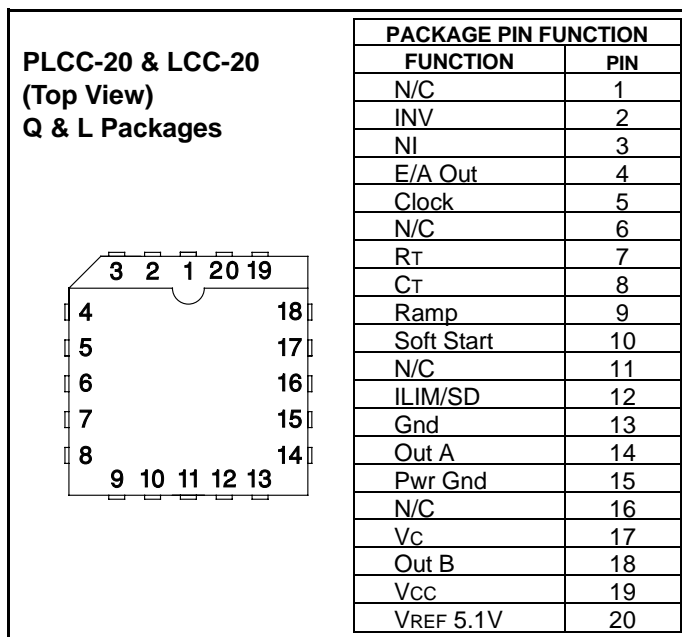 PLCC-20 & LCC-20
(Top View)
Q & L Packages
3 2 1 20 19
4 18
5 17
6 16
7 15
8 14
9 10 11 12 13
PACKAGE PIN FUNCTION
FUNCTION PIN
N/C 1
INV 2
NI 3
E/A Out 4
Clock 5
N/C 6
RT 7
CT 8
Ramp 9
Soft Start 10
N/C 11
ILIM/SD 12
Gnd 13
Out A 14
Pwr Gnd 15
N/C 16
VC 17
Out B 18
VCC 19
VREF 5.1V 20